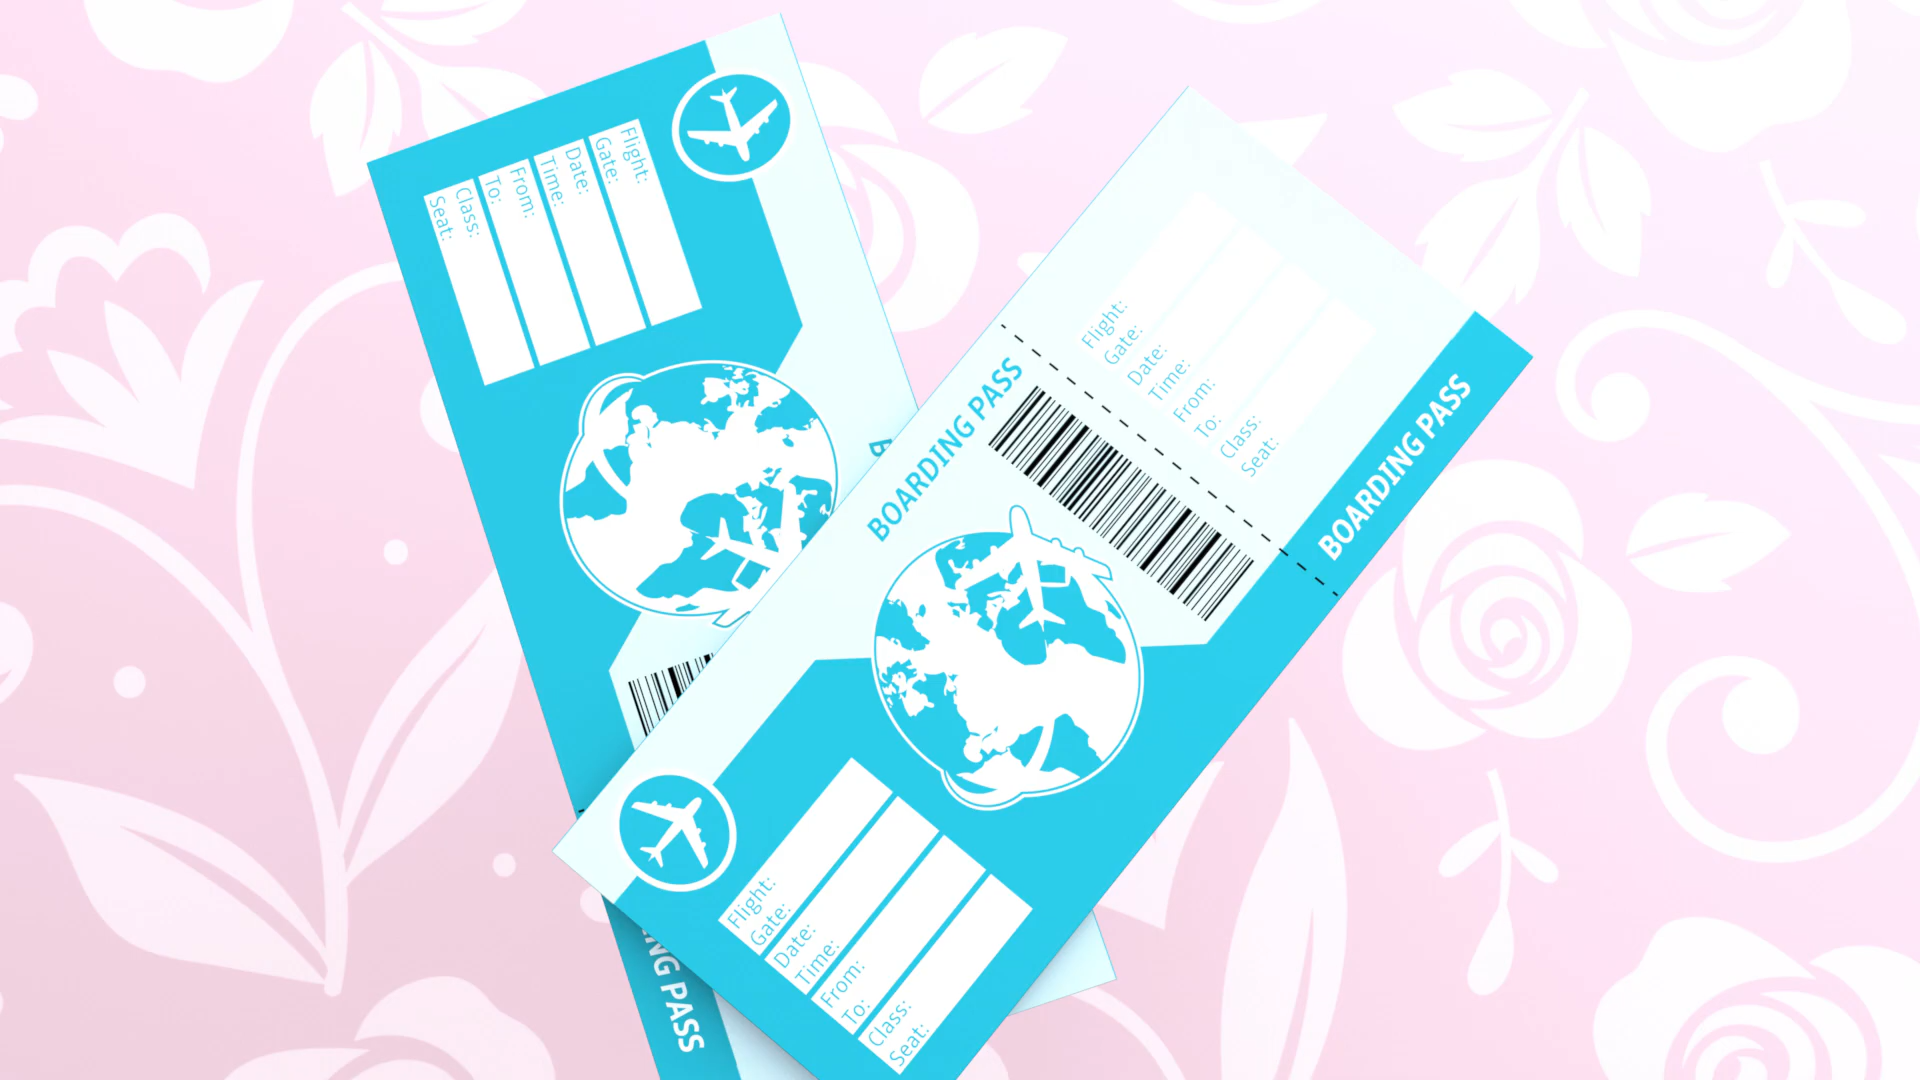 Flight:
Gate:
Date:
Time:
From:
To:
Class:
Seat:
NG PASS
BOARDING PASS
Flight:
Gate:
Date:
Time:
From:
To:
Class:
Seat:
BOARDING PASS
Flight:
Gate:
Date:
Time:
From:
To:
Class:
Seat: